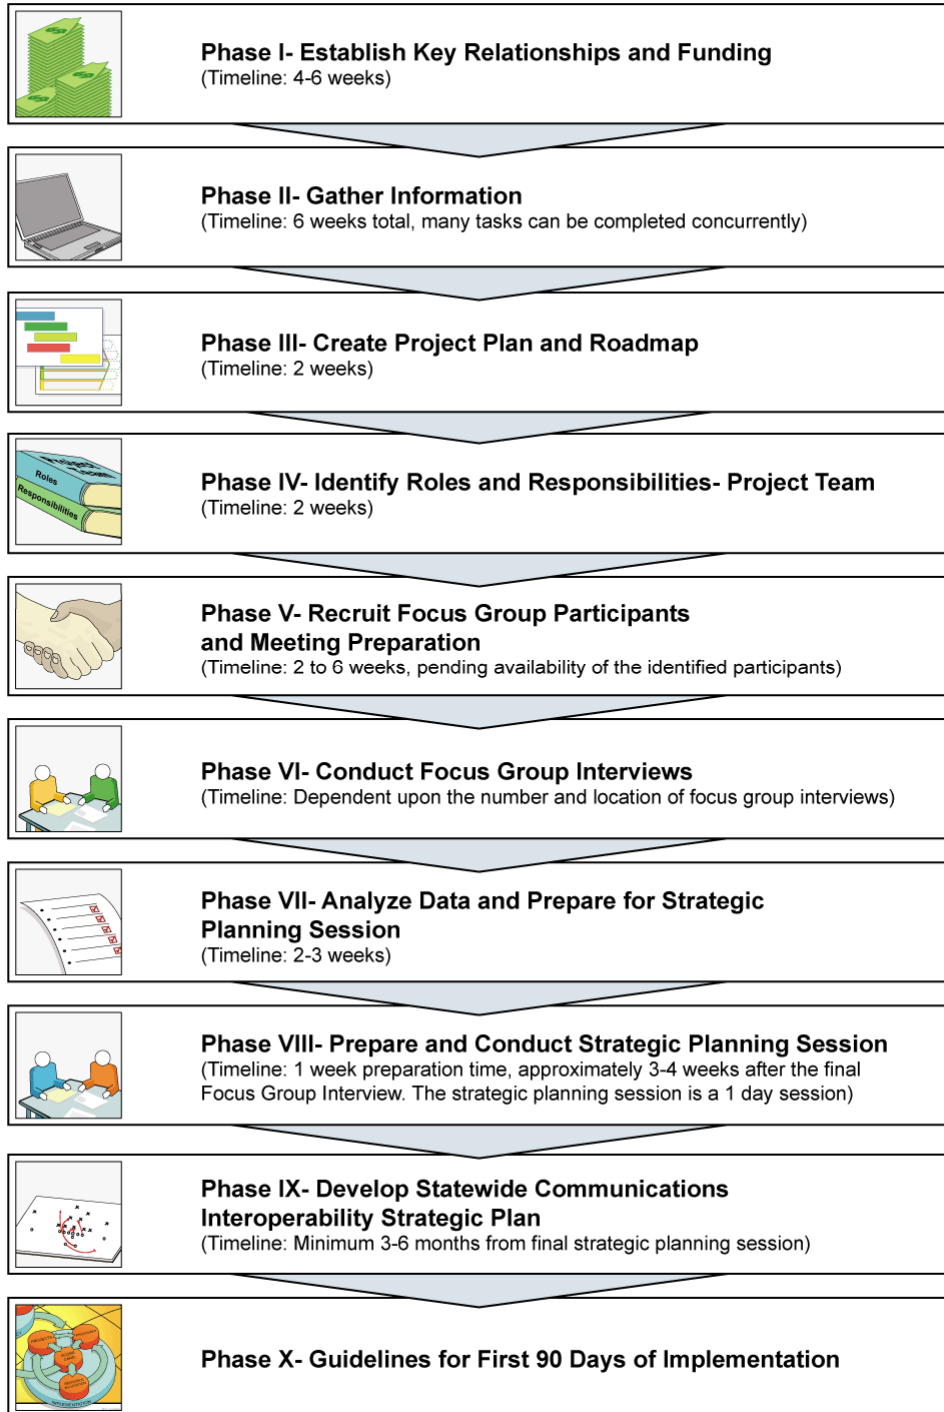 Phase I- Establish Key Relationships and Funding
(Timeline: 4-6 weeks)
Phase II- Gather Information
(Timeline: 6 weeks total, many tasks can be completed concurrently)
Phase III- Create Project Plan and Roadmap
(Timeline: 2 weeks)
Roles
Responsibilities
Phase IV- Identify Roles and Responsibilities- Project Team
(Timeline: 2 weeks)
Phase V- Recruit Focus Group Participants
and Meeting Preparation
(Timeline: 2 to 6 weeks, pending availability of the identified participants)
Phase VI- Conduct Focus Group Interviews
(Timeline: Dependent upon the number and location of focus group interviews)
Phase VII- Analyze Data and Prepare for Strategic
Planning Session
(Timeline: 2-3 weeks)
Phase VIII- Prepare and Conduct Strategic Planning Session
(Timeline: 1 week preparation time, approximately 3-4 weeks after the final
Focus Group Interview. The strategic planning session is a 1 day session)
Phase IX- Develop Statewide Communications
Interoperability Strategic Plan
(Timeline: Minimum 3-6 months from final strategic planning session)
PROJECTS
IMPLEMENTATION
Phase X- Guidelines for First 90 Days of Implementation